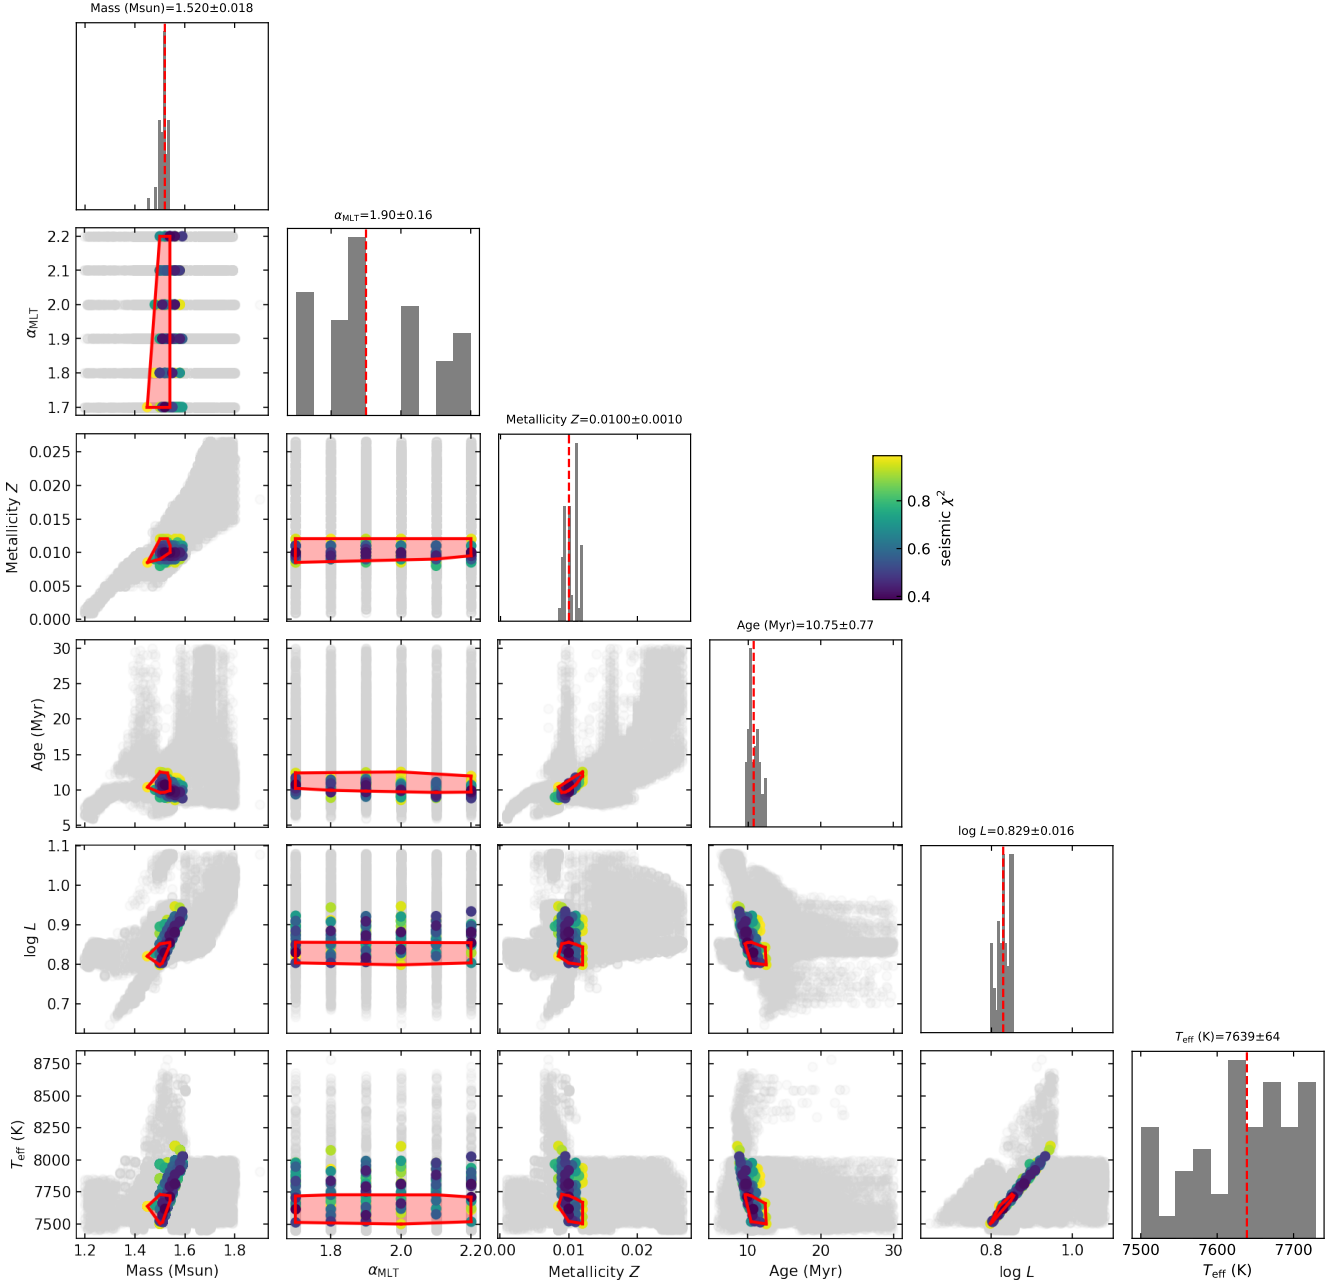 Mass (Msun)=1.520±0.018
αMLT=1.90±0.16
2.2
2.1
2.0
1.9
1.8
1.7
αMLT
Metallicity Z=0.0100±0.0010
0.025
0.020
0.015
0.010
0.005
0.000
Metallicity Z
0.8
0.6
0.4
seismic χ²
Age (Myr)=10.75±0.77
30
25
20
15
10
5
Age (Myr)
log L=0.829±0.016
1.1
1.0
0.9
0.8
0.7
log L
Teff (K)=7639±64
8750
8500
8250
8000
7750
7500
Teff (K)
1.2 1.4 1.6 1.8
1.8 2.0 2.2
0.00 0.01 0.02
10 20 30
0.8 1.0
7500 7600 7700
Mass (Msun)
αMLT
Metallicity Z
Age (Myr)
log L
Teff (K)